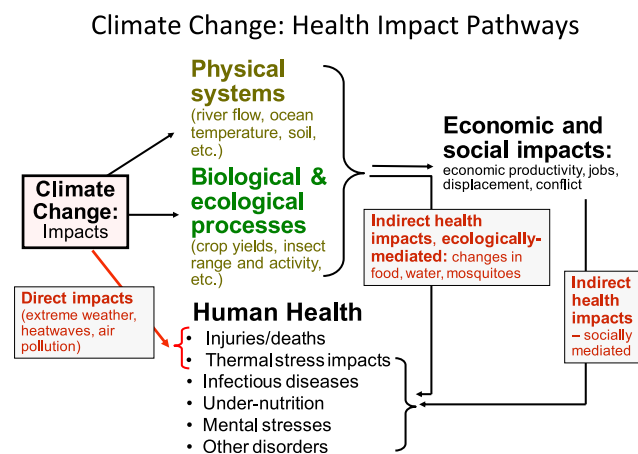 Climate Change: Health Impact Pathways
Physical
systems
(river flow, ocean
temperature, soil,
etc.)
Economic and
social impacts:
economic productivity, jobs,
displacement, conflict
Climate
Change:
Impacts
Biological &
ecological
processes
(crop yields, insect
range and activity,
etc.)
Indirect health
impacts, ecologically-
mediated: changes in
food, water, mosquitoes
Indirect
health
impacts
– socially
mediated
Direct impacts
(extreme weather,
heatwaves, air
pollution)
Human Health
• Injuries/deaths
• Thermal stress impacts
• Infectious diseases
• Under-nutrition
• Mental stresses
• Other disorders